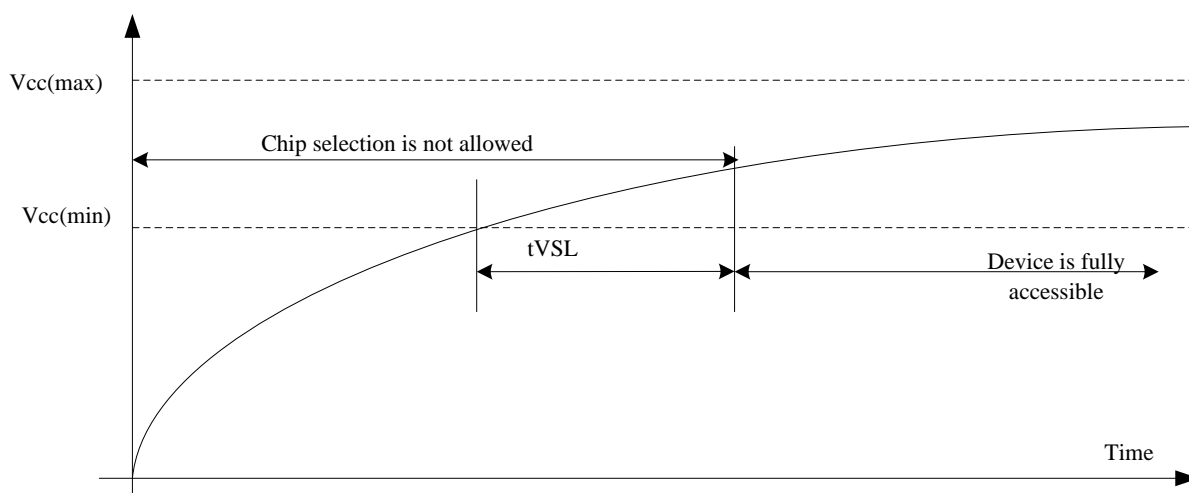 Vcc(max)
Chip selection is not allowed
Vcc(min)
tVSL
Device is fully
accessible
Time